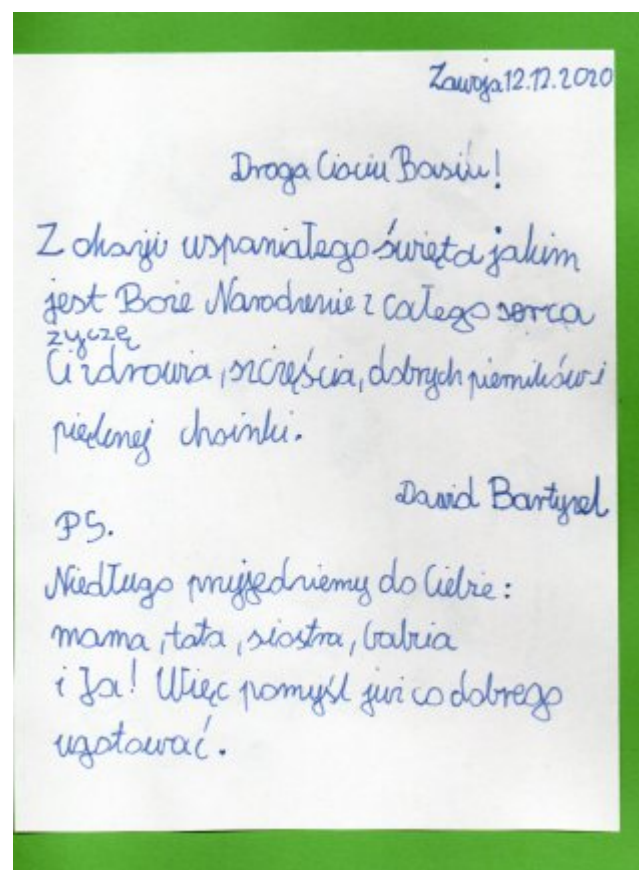 Zawoja 12.12.2020
Droga Ciociu Basiu!
Z okazji wspaniałego święta jakim
jest Boże Narodzenie z całego serca
życzę
Ci zdrowia, szczęścia, dobrych pierników i
pięknej choinki.
Dawid Bartyzel
PS.
Niedługo przyjedziemy do Ciebie:
mama, tata, siostra, babcia
i Ja! Więc pomyśl już co dobrego
ugotować.